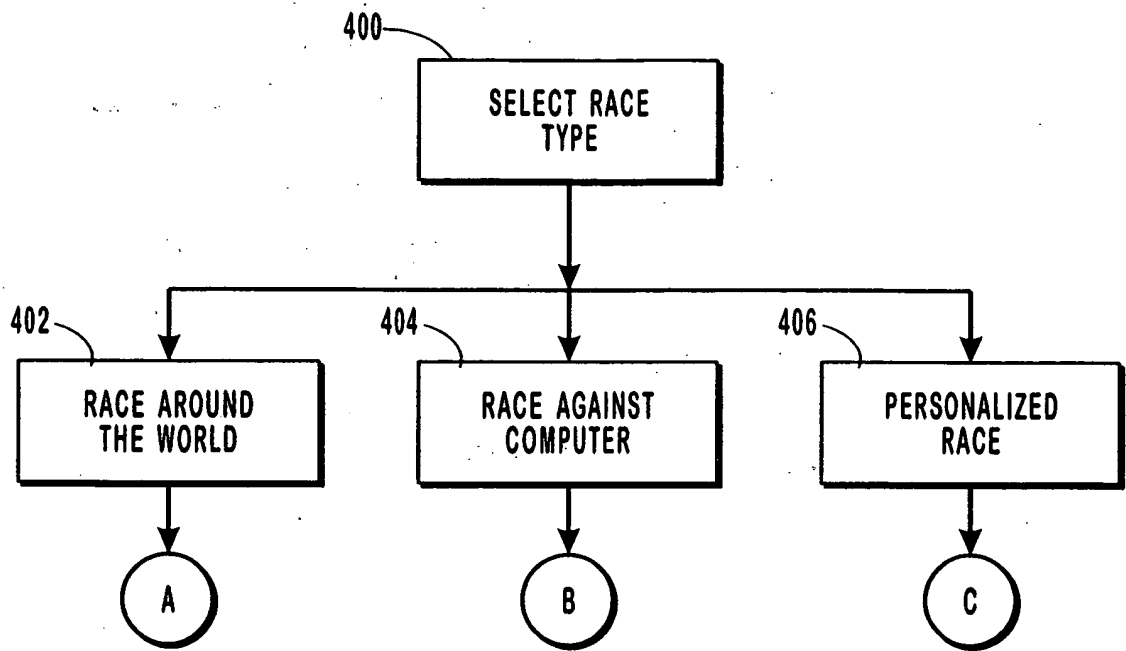 400
SELECT RACE
TYPE
402
RACE AROUND
THE WORLD
404
RACE AGAINST
COMPUTER
406
PERSONALIZED
RACE
A
B
C